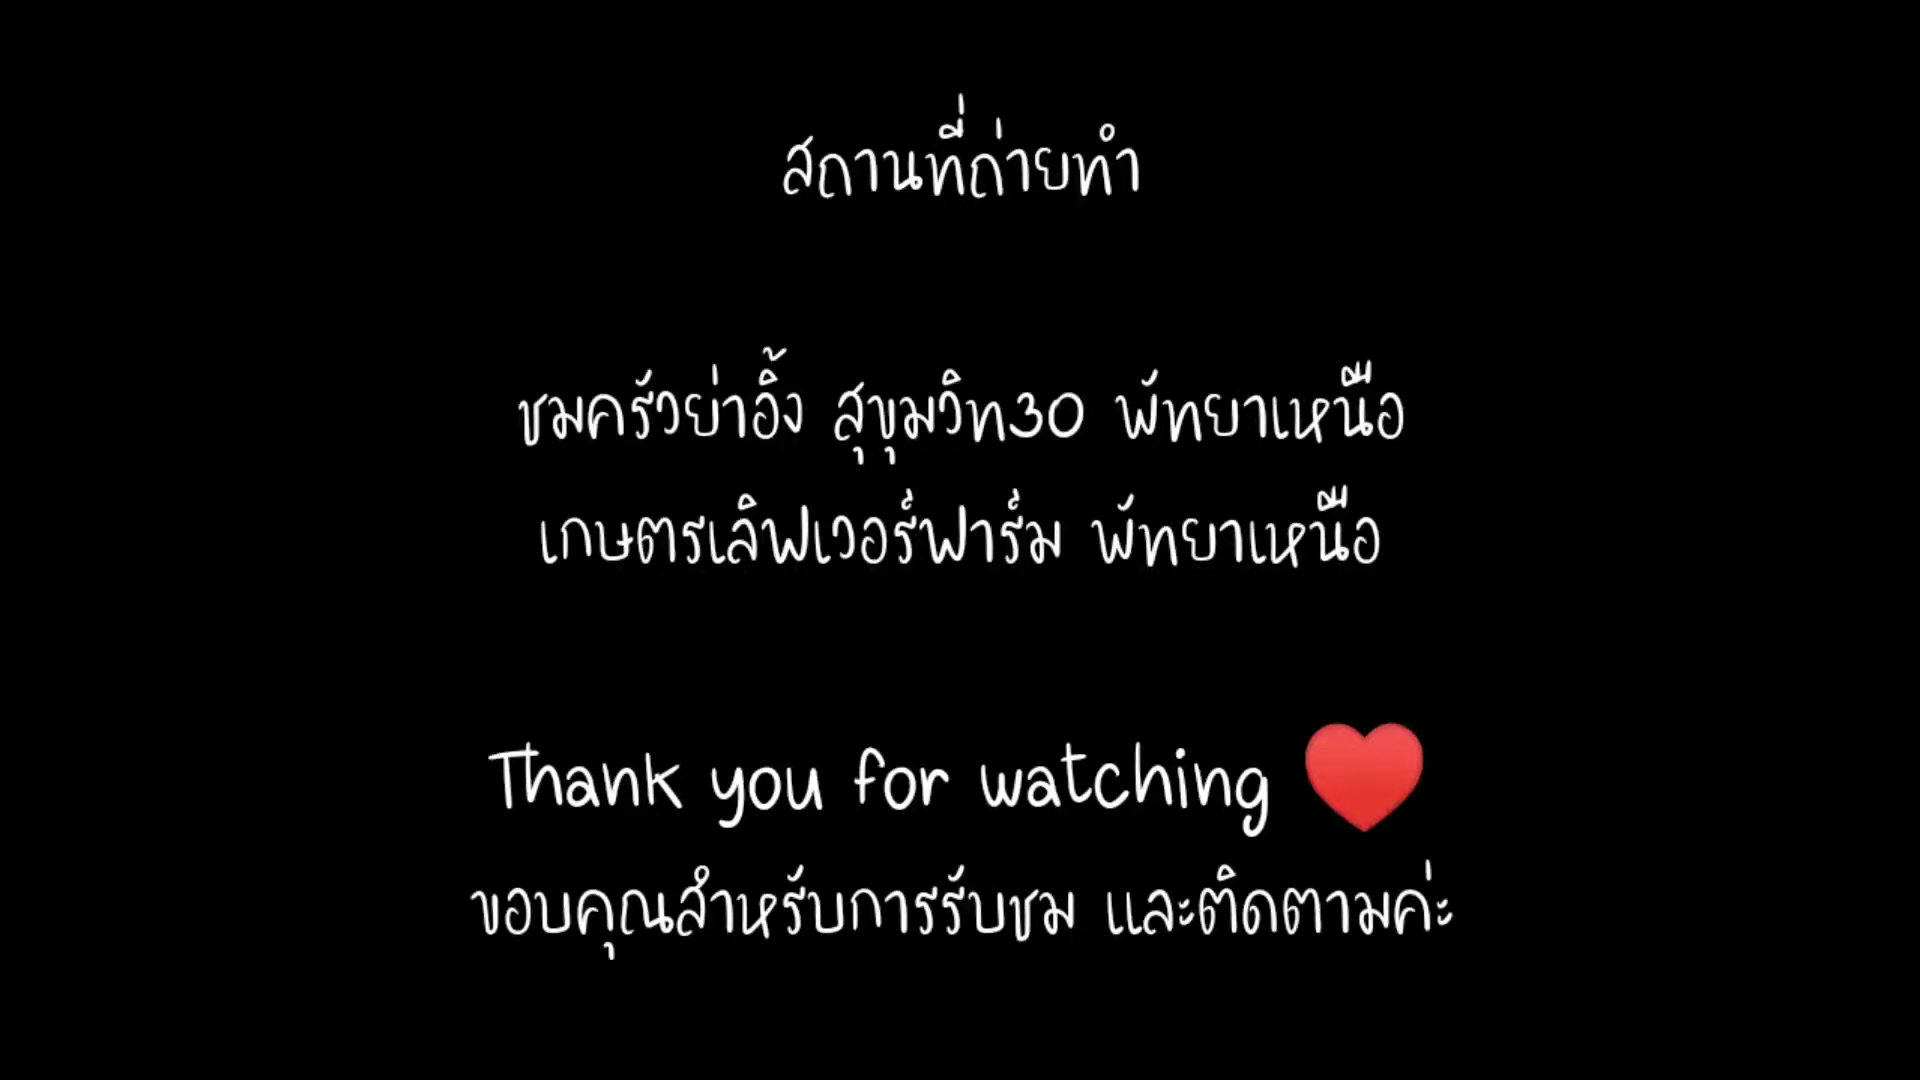 สถานที่ถ่ายทำ
ชมครัวย่าอิ้ง สุขุมวิท30 พัทยาเหนือ
เกษตรเลิฟเวอร์ฟาร์ม พัทยาเหนือ
Thank you for watching ♥
ขอบคุณสำหรับการรับชม และติดตามค่ะ